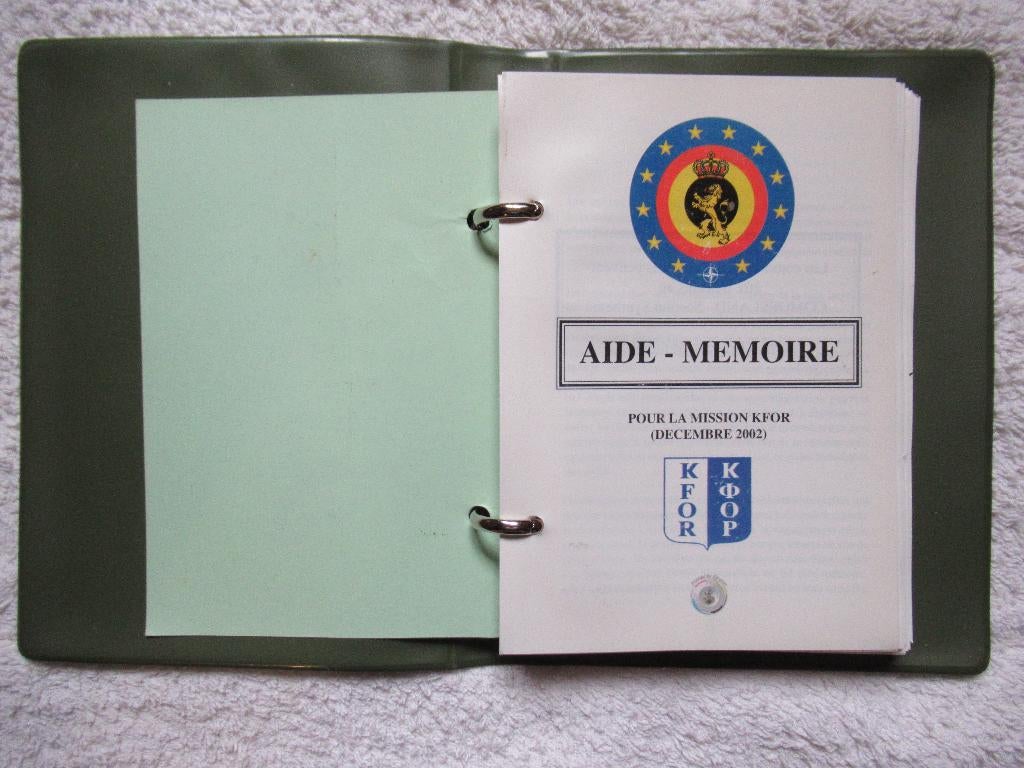 AIDE - MEMOIRE
POUR LA MISSION KFOR
(DECEMBRE 2002)
KFOR
КФОР